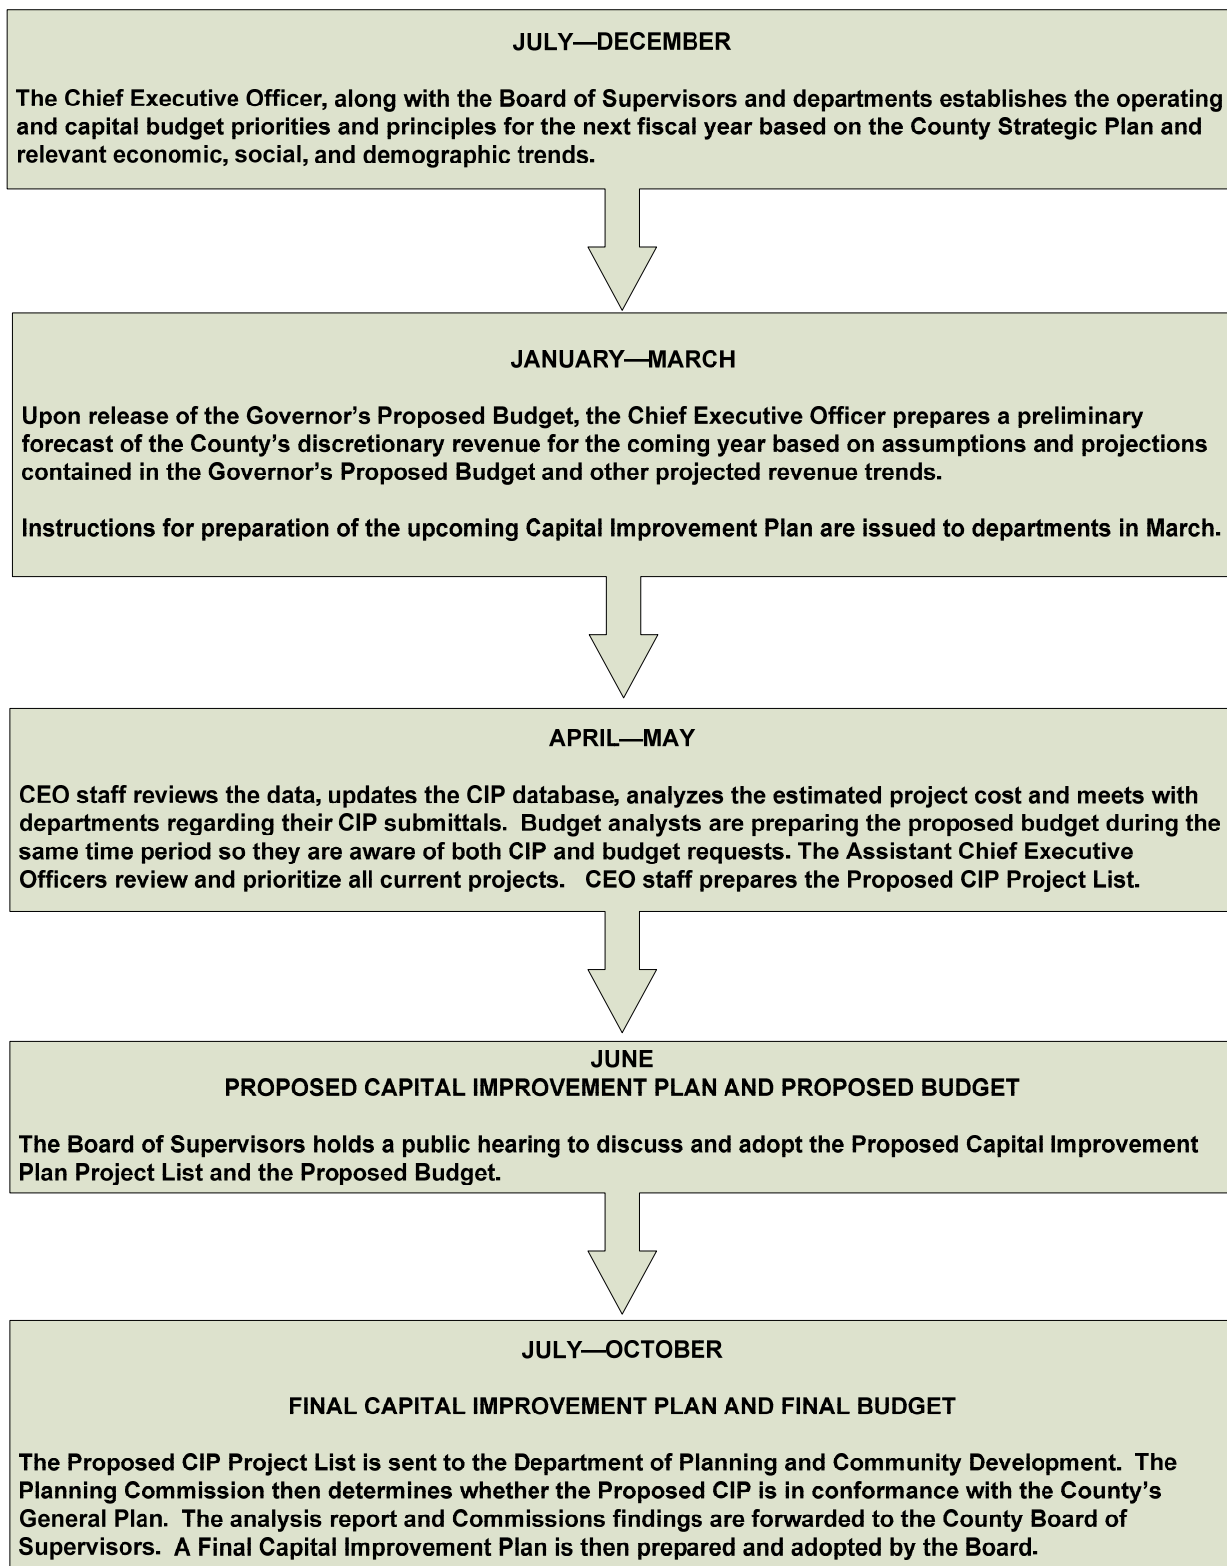 JULY—DECEMBER
The Chief Executive Officer, along with the Board of Supervisors and departments establishes the operating
and capital budget priorities and principles for the next fiscal year based on the County Strategic Plan and
relevant economic, social, and demographic trends.
JANUARY—MARCH
Upon release of the Governor’s Proposed Budget, the Chief Executive Officer prepares a preliminary
forecast of the County’s discretionary revenue for the coming year based on assumptions and projections
contained in the Governor’s Proposed Budget and other projected revenue trends.
Instructions for preparation of the upcoming Capital Improvement Plan are issued to departments in March.
APRIL—MAY
CEO staff reviews the data, updates the CIP database, analyzes the estimated project cost and meets with
departments regarding their CIP submittals.  Budget analysts are preparing the proposed budget during the
same time period so they are aware of both CIP and budget requests. The Assistant Chief Executive
Officers review and prioritize all current projects.   CEO staff prepares the Proposed CIP Project List.
JUNE
PROPOSED CAPITAL IMPROVEMENT PLAN AND PROPOSED BUDGET
The Board of Supervisors holds a public hearing to discuss and adopt the Proposed Capital Improvement
Plan Project List and the Proposed Budget.
JULY—OCTOBER
FINAL CAPITAL IMPROVEMENT PLAN AND FINAL BUDGET
The Proposed CIP Project List is sent to the Department of Planning and Community Development.  The
Planning Commission then determines whether the Proposed CIP is in conformance with the County’s
General Plan.  The analysis report and Commissions findings are forwarded to the County Board of
Supervisors.  A Final Capital Improvement Plan is then prepared and adopted by the Board.